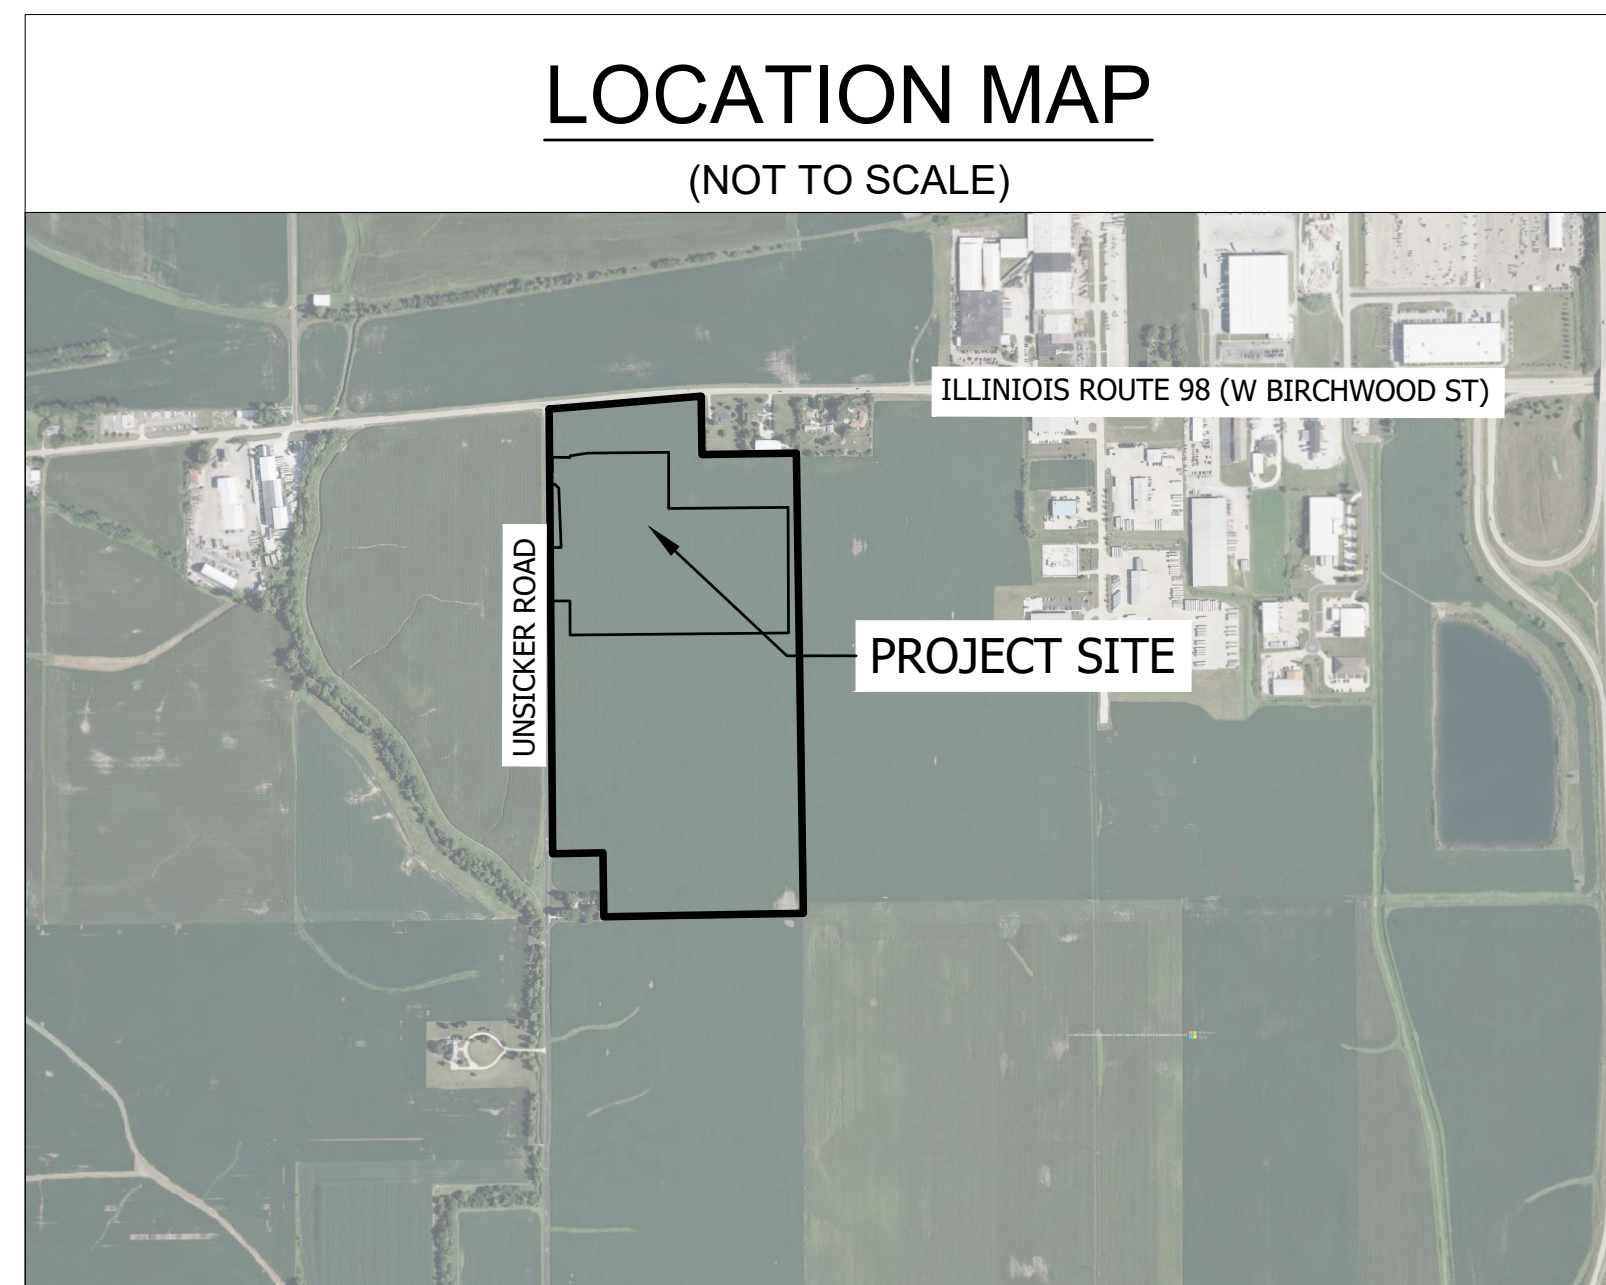 LOCATION MAP
(NOT TO SCALE)
ILLINIOIS ROUTE 98 (W BIRCHWOOD ST)
UNSICKER ROAD
PROJECT SITE